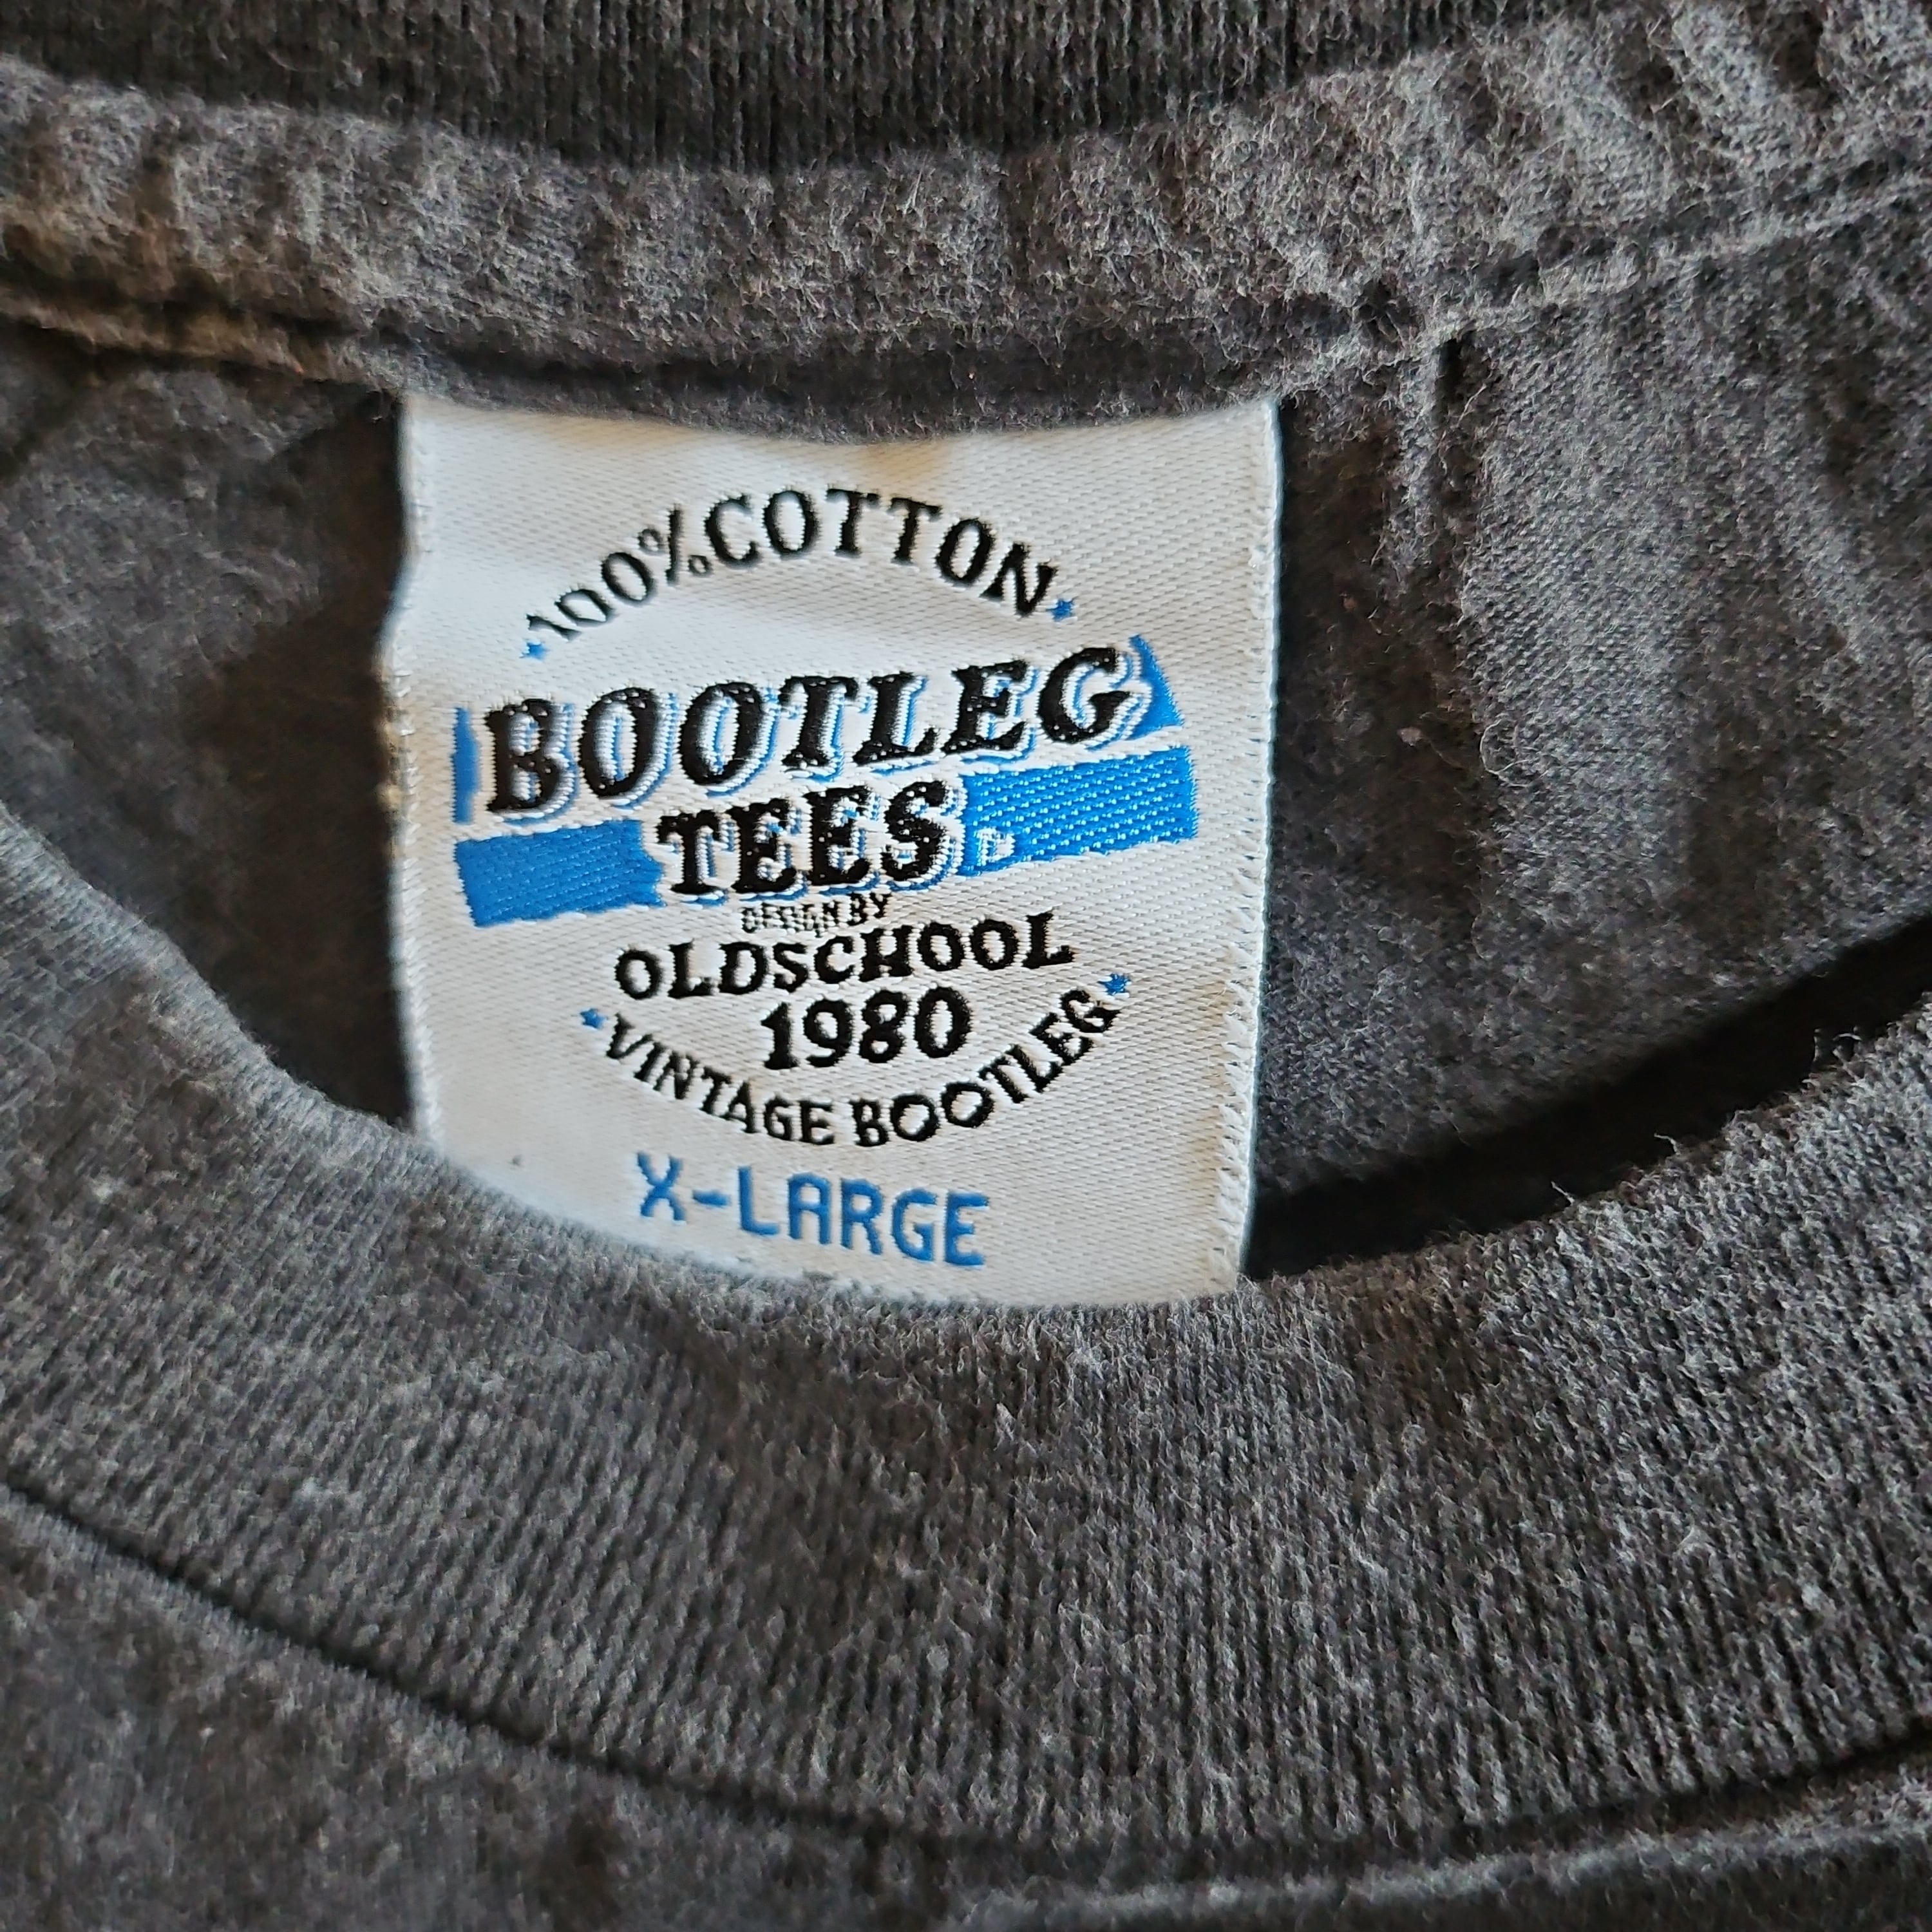 100% COTTON
BOOTLEG
TEES
DESIGN BY
OLDSCHOOL
1980
VINTAGE BOOTLEG
X-LARGE